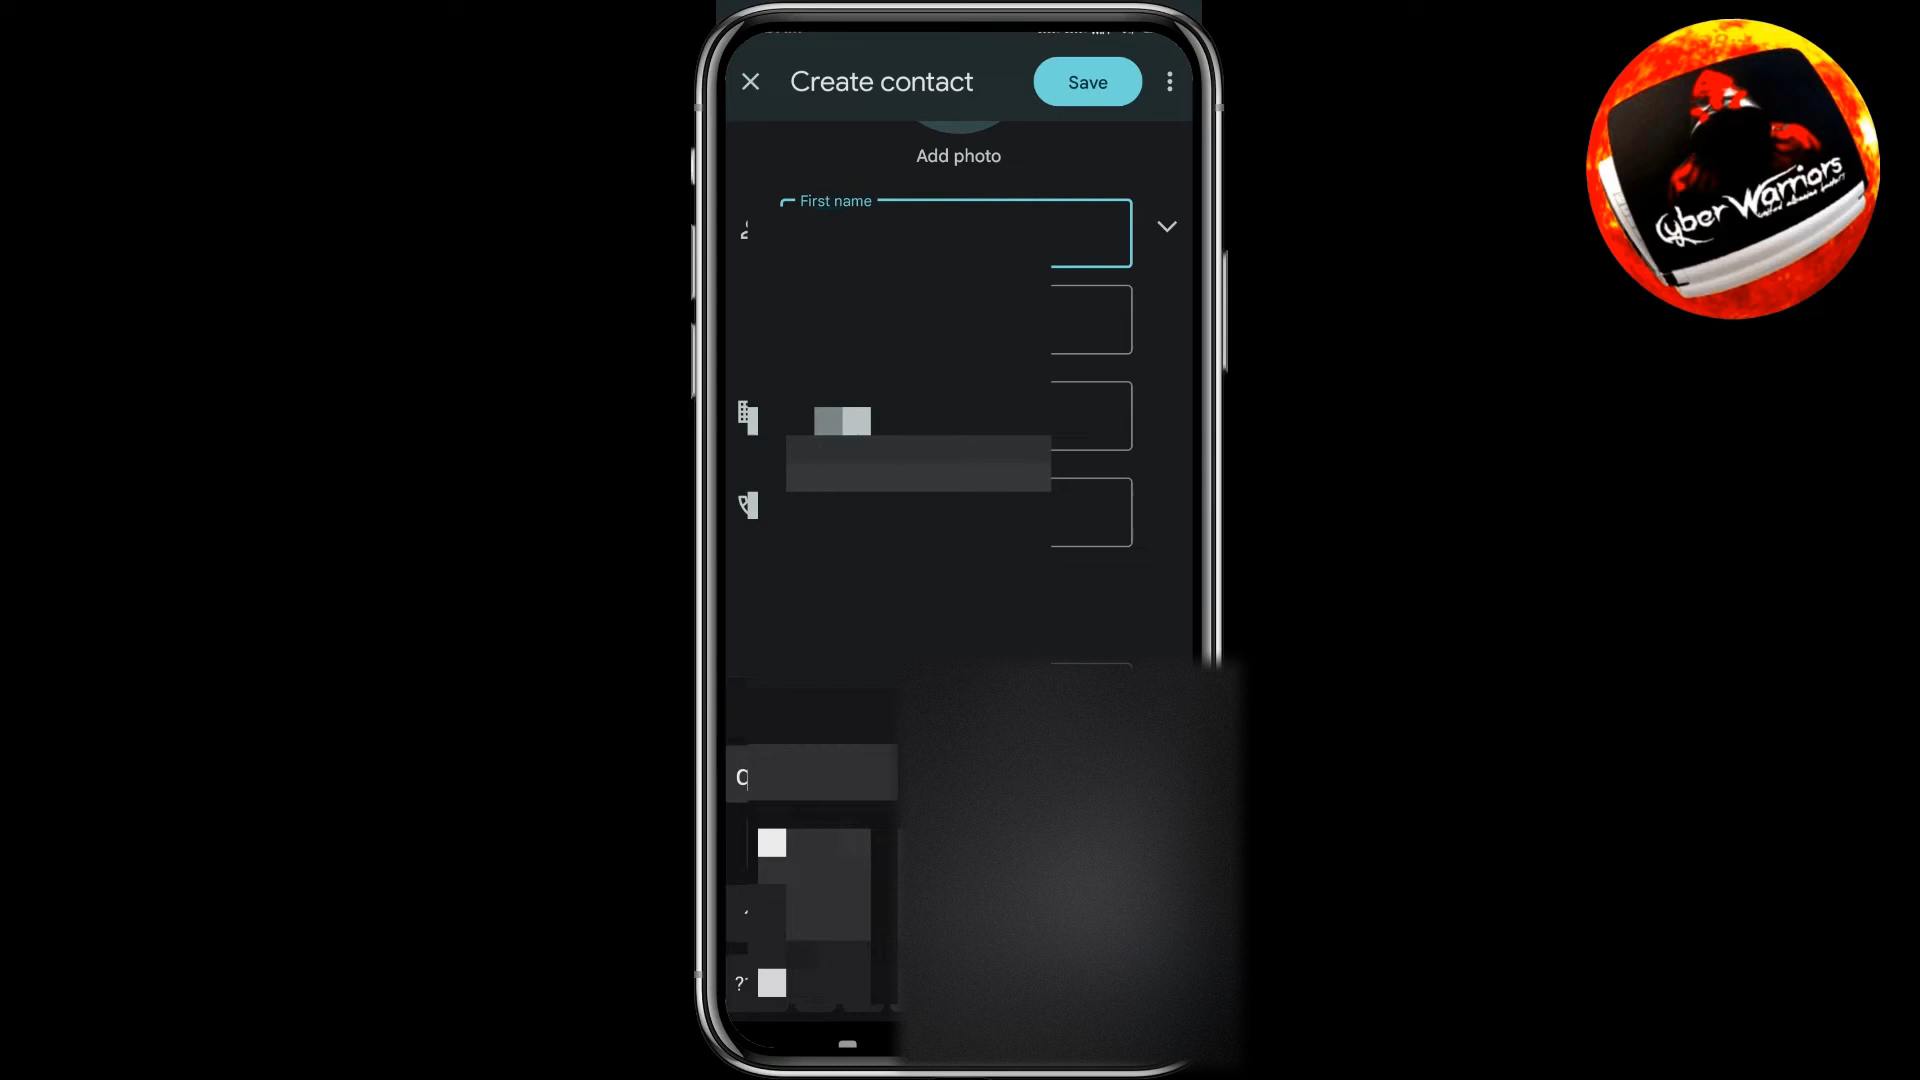 Create contact
Save
Add photo
First name
q
Cyber Warriors